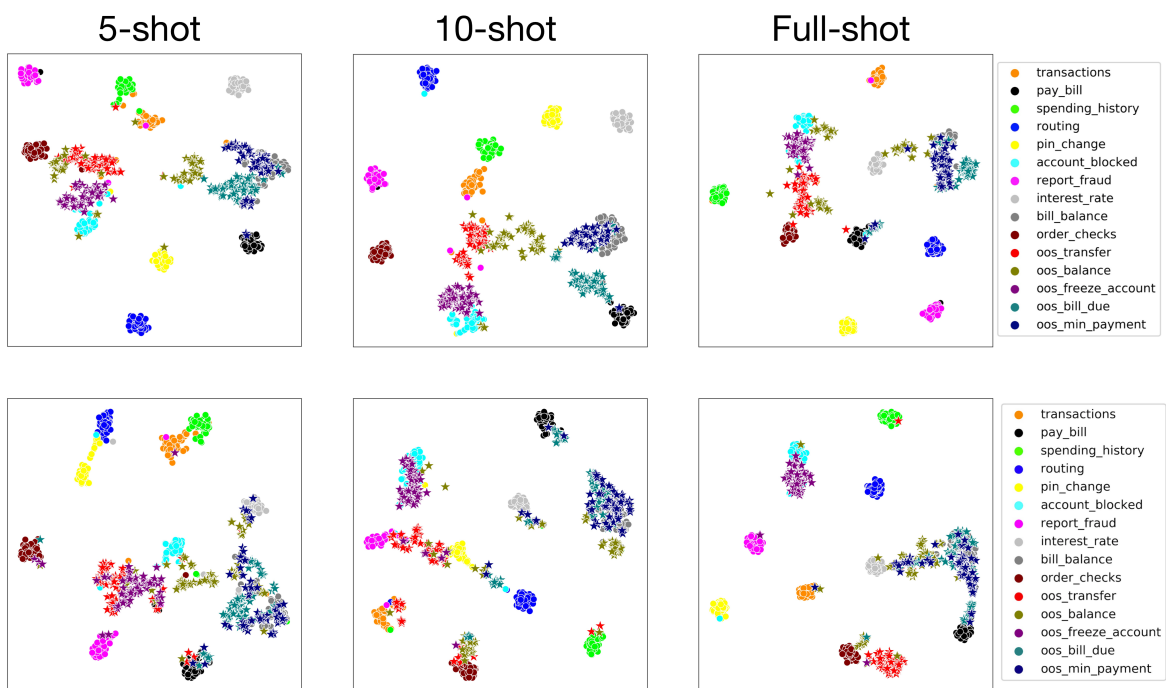 5-shot
10-shot
Full-shot
transactions
pay_bill
spending_history
routing
pin_change
account_blocked
report_fraud
interest_rate
bill_balance
order_checks
oos_transfer
oos_balance
oos_freeze_account
oos_bill_due
oos_min_payment
transactions
pay_bill
spending_history
routing
pin_change
account_blocked
report_fraud
interest_rate
bill_balance
order_checks
oos_transfer
oos_balance
oos_freeze_account
oos_bill_due
oos_min_payment